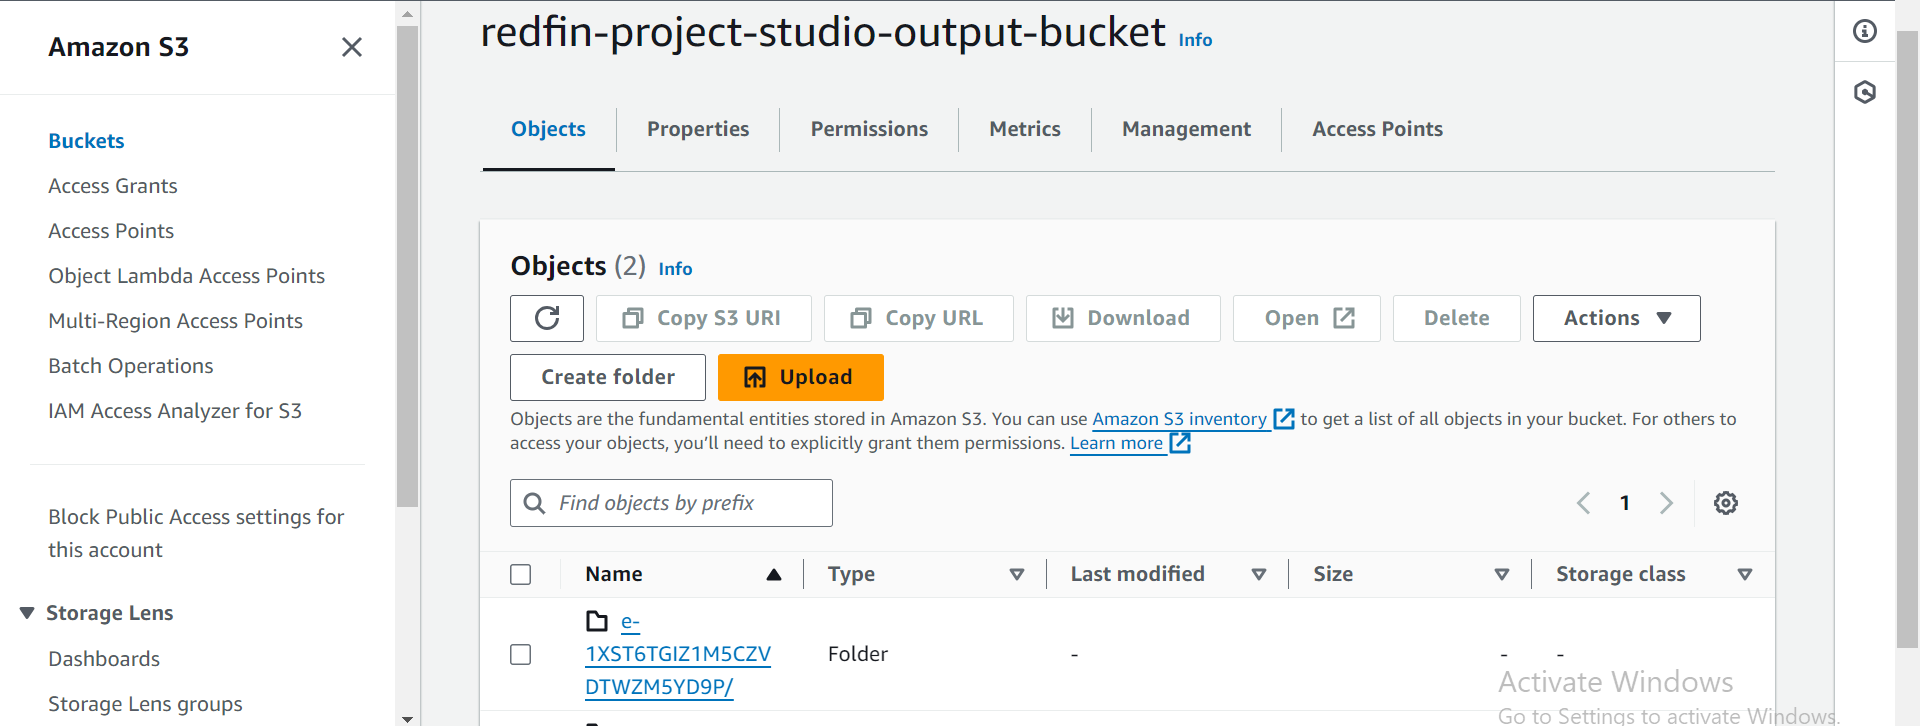 Amazon S3
Buckets
Access Grants
Access Points
Object Lambda Access Points
Multi-Region Access Points
Batch Operations
IAM Access Analyzer for S3
Block Public Access settings for
this account
Storage Lens
Dashboards
Storage Lens groups
redfin-project-studio-output-bucket Info
Objects Properties Permissions Metrics Management Access Points
Objects (2) Info
Copy S3 URI Copy URL Download Open Delete Actions
Create folder Upload
Objects are the fundamental entities stored in Amazon S3. You can use Amazon S3 inventory to get a list of all objects in your bucket. For others to
access your objects, you’ll need to explicitly grant them permissions. Learn more
Find objects by prefix 1
Name Type Last modified Size Storage class
e-
1XST6TGIZ1M5CZV Folder - - -
DTWZM5YD9P/
Activate Windows
Go to Settings to activate Windows.